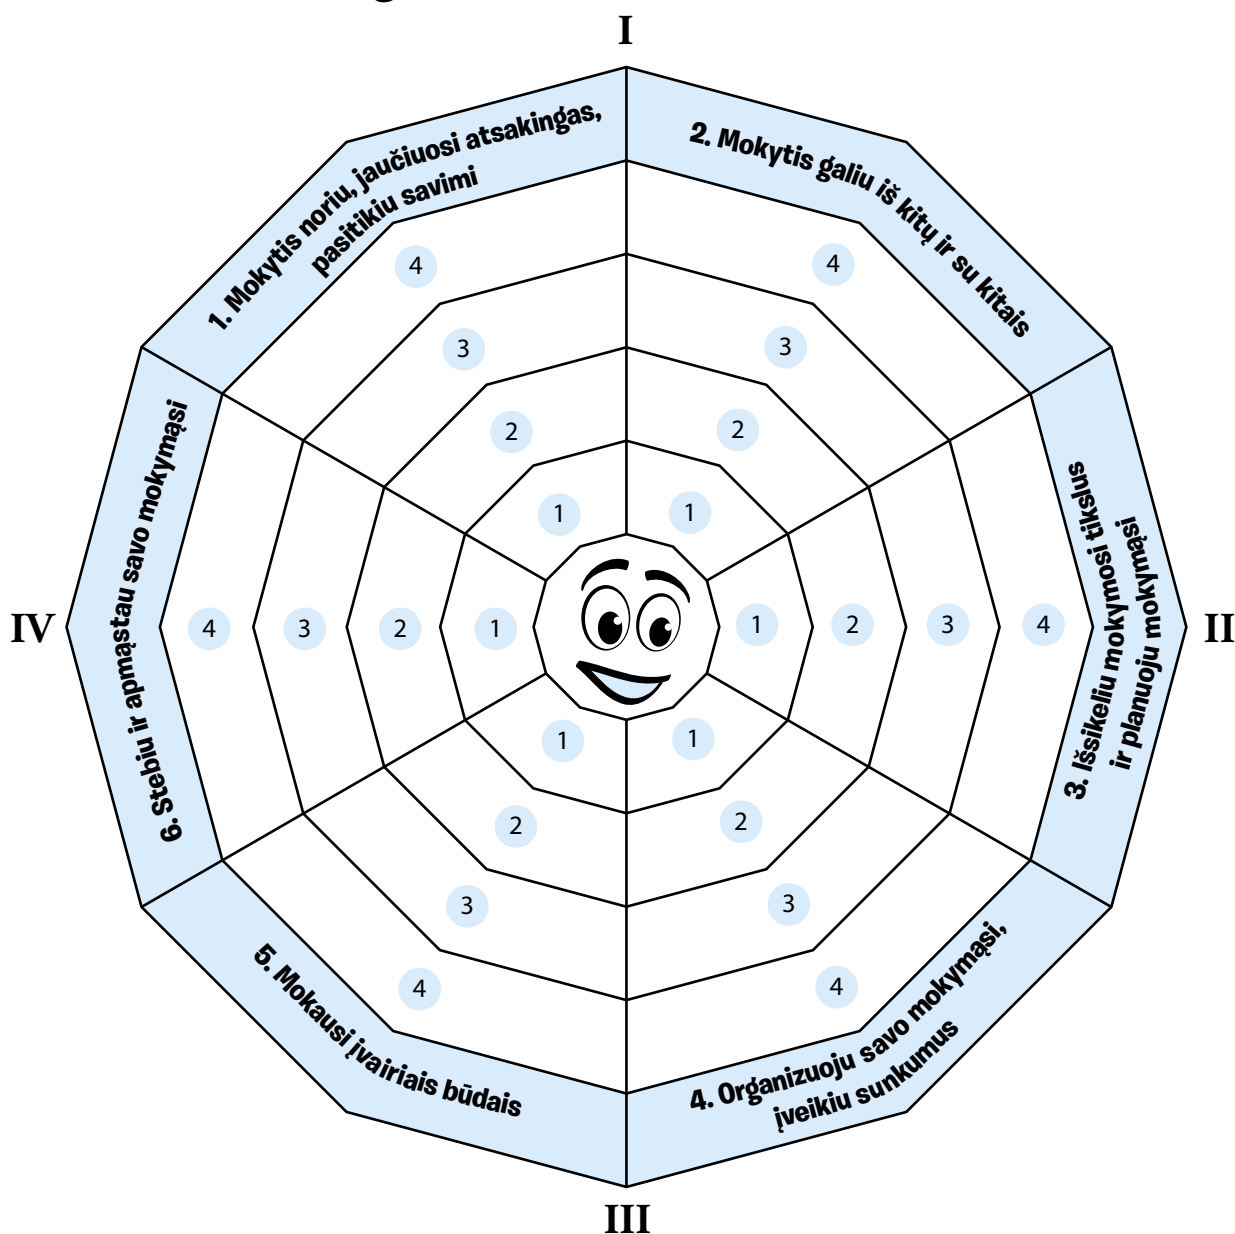 I
1. Mokytis noriu, jaučiuosi atsakingas,
pasitikiu savimi
2. Mokytis galiu iš kitų ir su kitais
4
4
3
3
2
2
1
1
IV
6. Stebiu ir apmąstau savo mokymąsi
4
3
2
1
1
2
3
4
3. Išsikeliu mokymosi tikslus
ir planuoju mokymąsi
II
1
1
2
2
3
3
4
4
5. Mokausi įvairiais būdais
4. Organizuoju savo mokymąsi,
įveikiu sunkumus
III